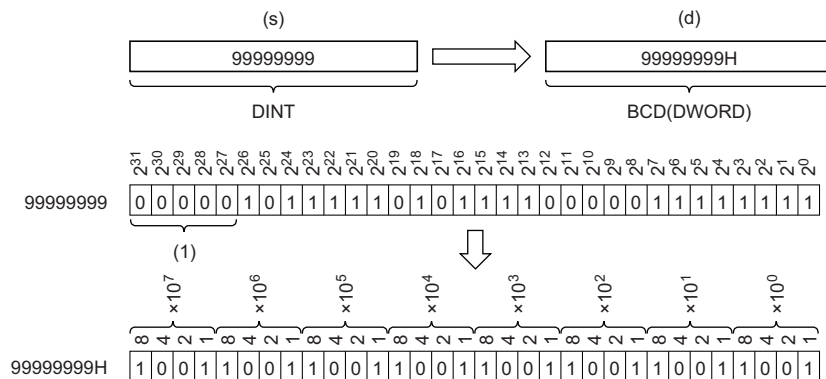 (s) (d)
99999999 99999999H
DINT BCD(DWORD)
2³¹ 2³⁰ 2²⁹ 2²⁸ 2²⁷ 2²⁶ 2²⁵ 2²⁴ 2²³ 2²² 2²¹ 2²⁰ 2¹⁹ 2¹⁸ 2¹⁷ 2¹⁶ 2¹⁵ 2¹⁴ 2¹³ 2¹² 2¹¹ 2¹⁰ 2⁹ 2⁸ 2⁷ 2⁶ 2⁵ 2⁴ 2³ 2² 2¹ 2⁰
99999999 0 0 0 0 0 1 0 1 1 1 1 1 0 1 0 1 1 1 1 0 0 0 0 0 1 1 1 1 1 1 1 1
(1)
×10⁷ ×10⁶ ×10⁵ ×10⁴ ×10³ ×10² ×10¹ ×10⁰
8 4 2 1 8 4 2 1 8 4 2 1 8 4 2 1 8 4 2 1 8 4 2 1 8 4 2 1 8 4 2 1
99999999H 1 0 0 1 1 0 0 1 1 0 0 1 1 0 0 1 1 0 0 1 1 0 0 1 1 0 0 1 1 0 0 1